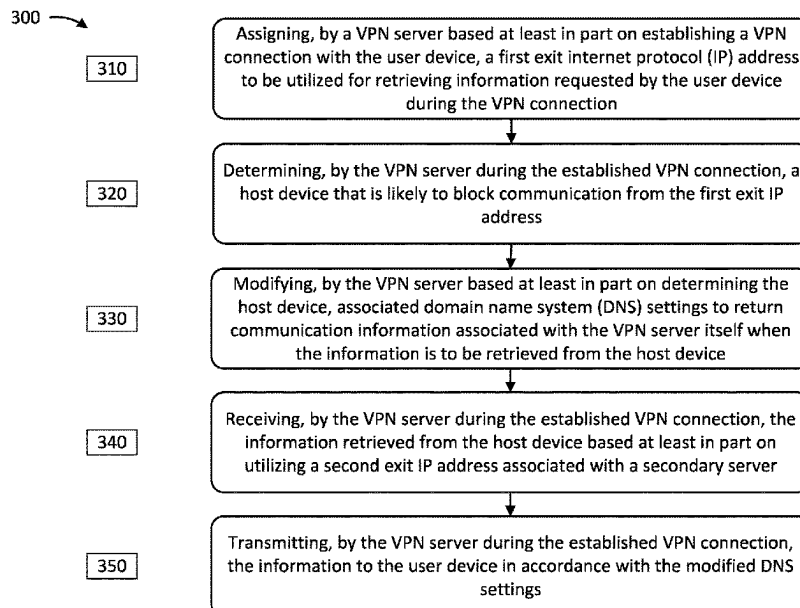 300
310
Assigning, by a VPN server based at least in part on establishing a VPN
connection with the user device, a first exit internet protocol (IP) address
to be utilized for retrieving information requested by the user device
during the VPN connection
320
Determining, by the VPN server during the established VPN connection, a
host device that is likely to block communication from the first exit IP
address
330
Modifying, by the VPN server based at least in part on determining the
host device, associated domain name system (DNS) settings to return
communication information associated with the VPN server itself when
the information is to be retrieved from the host device
340
Receiving, by the VPN server during the established VPN connection, the
information retrieved from the host device based at least in part on
utilizing a second exit IP address associated with a secondary server
350
Transmitting, by the VPN server during the established VPN connection,
the information to the user device in accordance with the modified DNS
settings